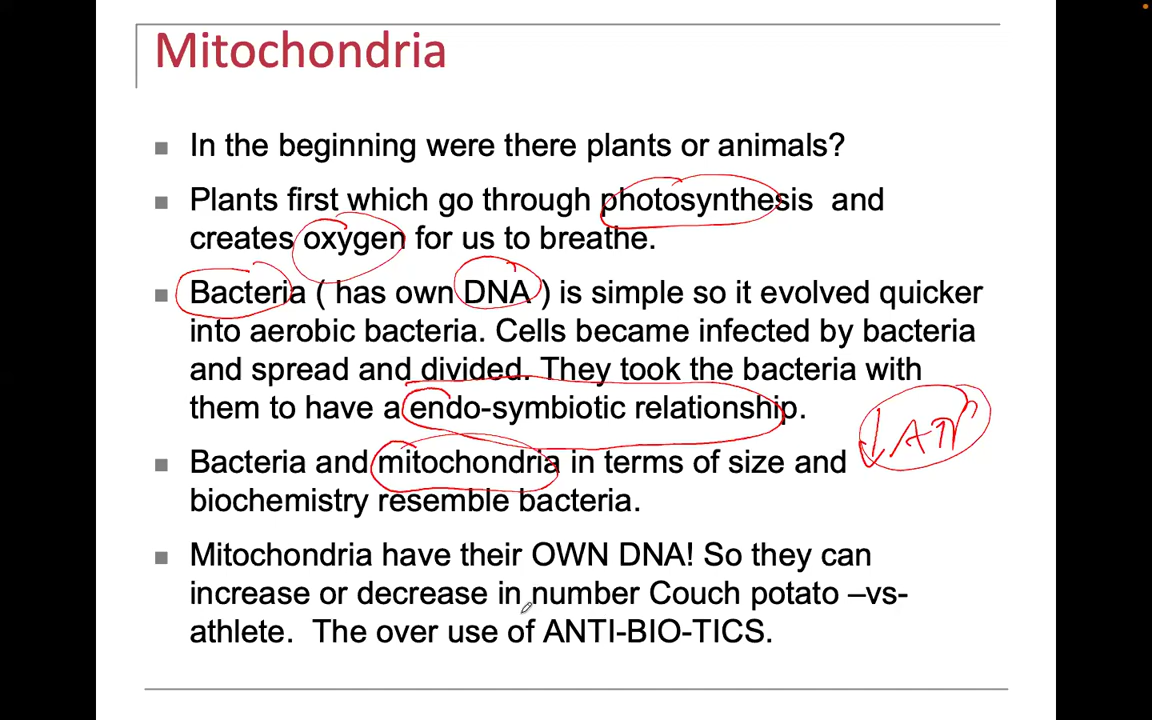 Mitochondria
In the beginning were there plants or animals?
Plants first which go through photosynthesis and
creates oxygen for us to breathe.
Bacteria ( has own DNA ) is simple so it evolved quicker
into aerobic bacteria. Cells became infected by bacteria
and spread and divided. They took the bacteria with
them to have a endo-symbiotic relationship.
ATP
Bacteria and mitochondria in terms of size and
biochemistry resemble bacteria.
Mitochondria have their OWN DNA! So they can
increase or decrease in number Couch potato –vs-
athlete. The over use of ANTI-BIO-TICS.